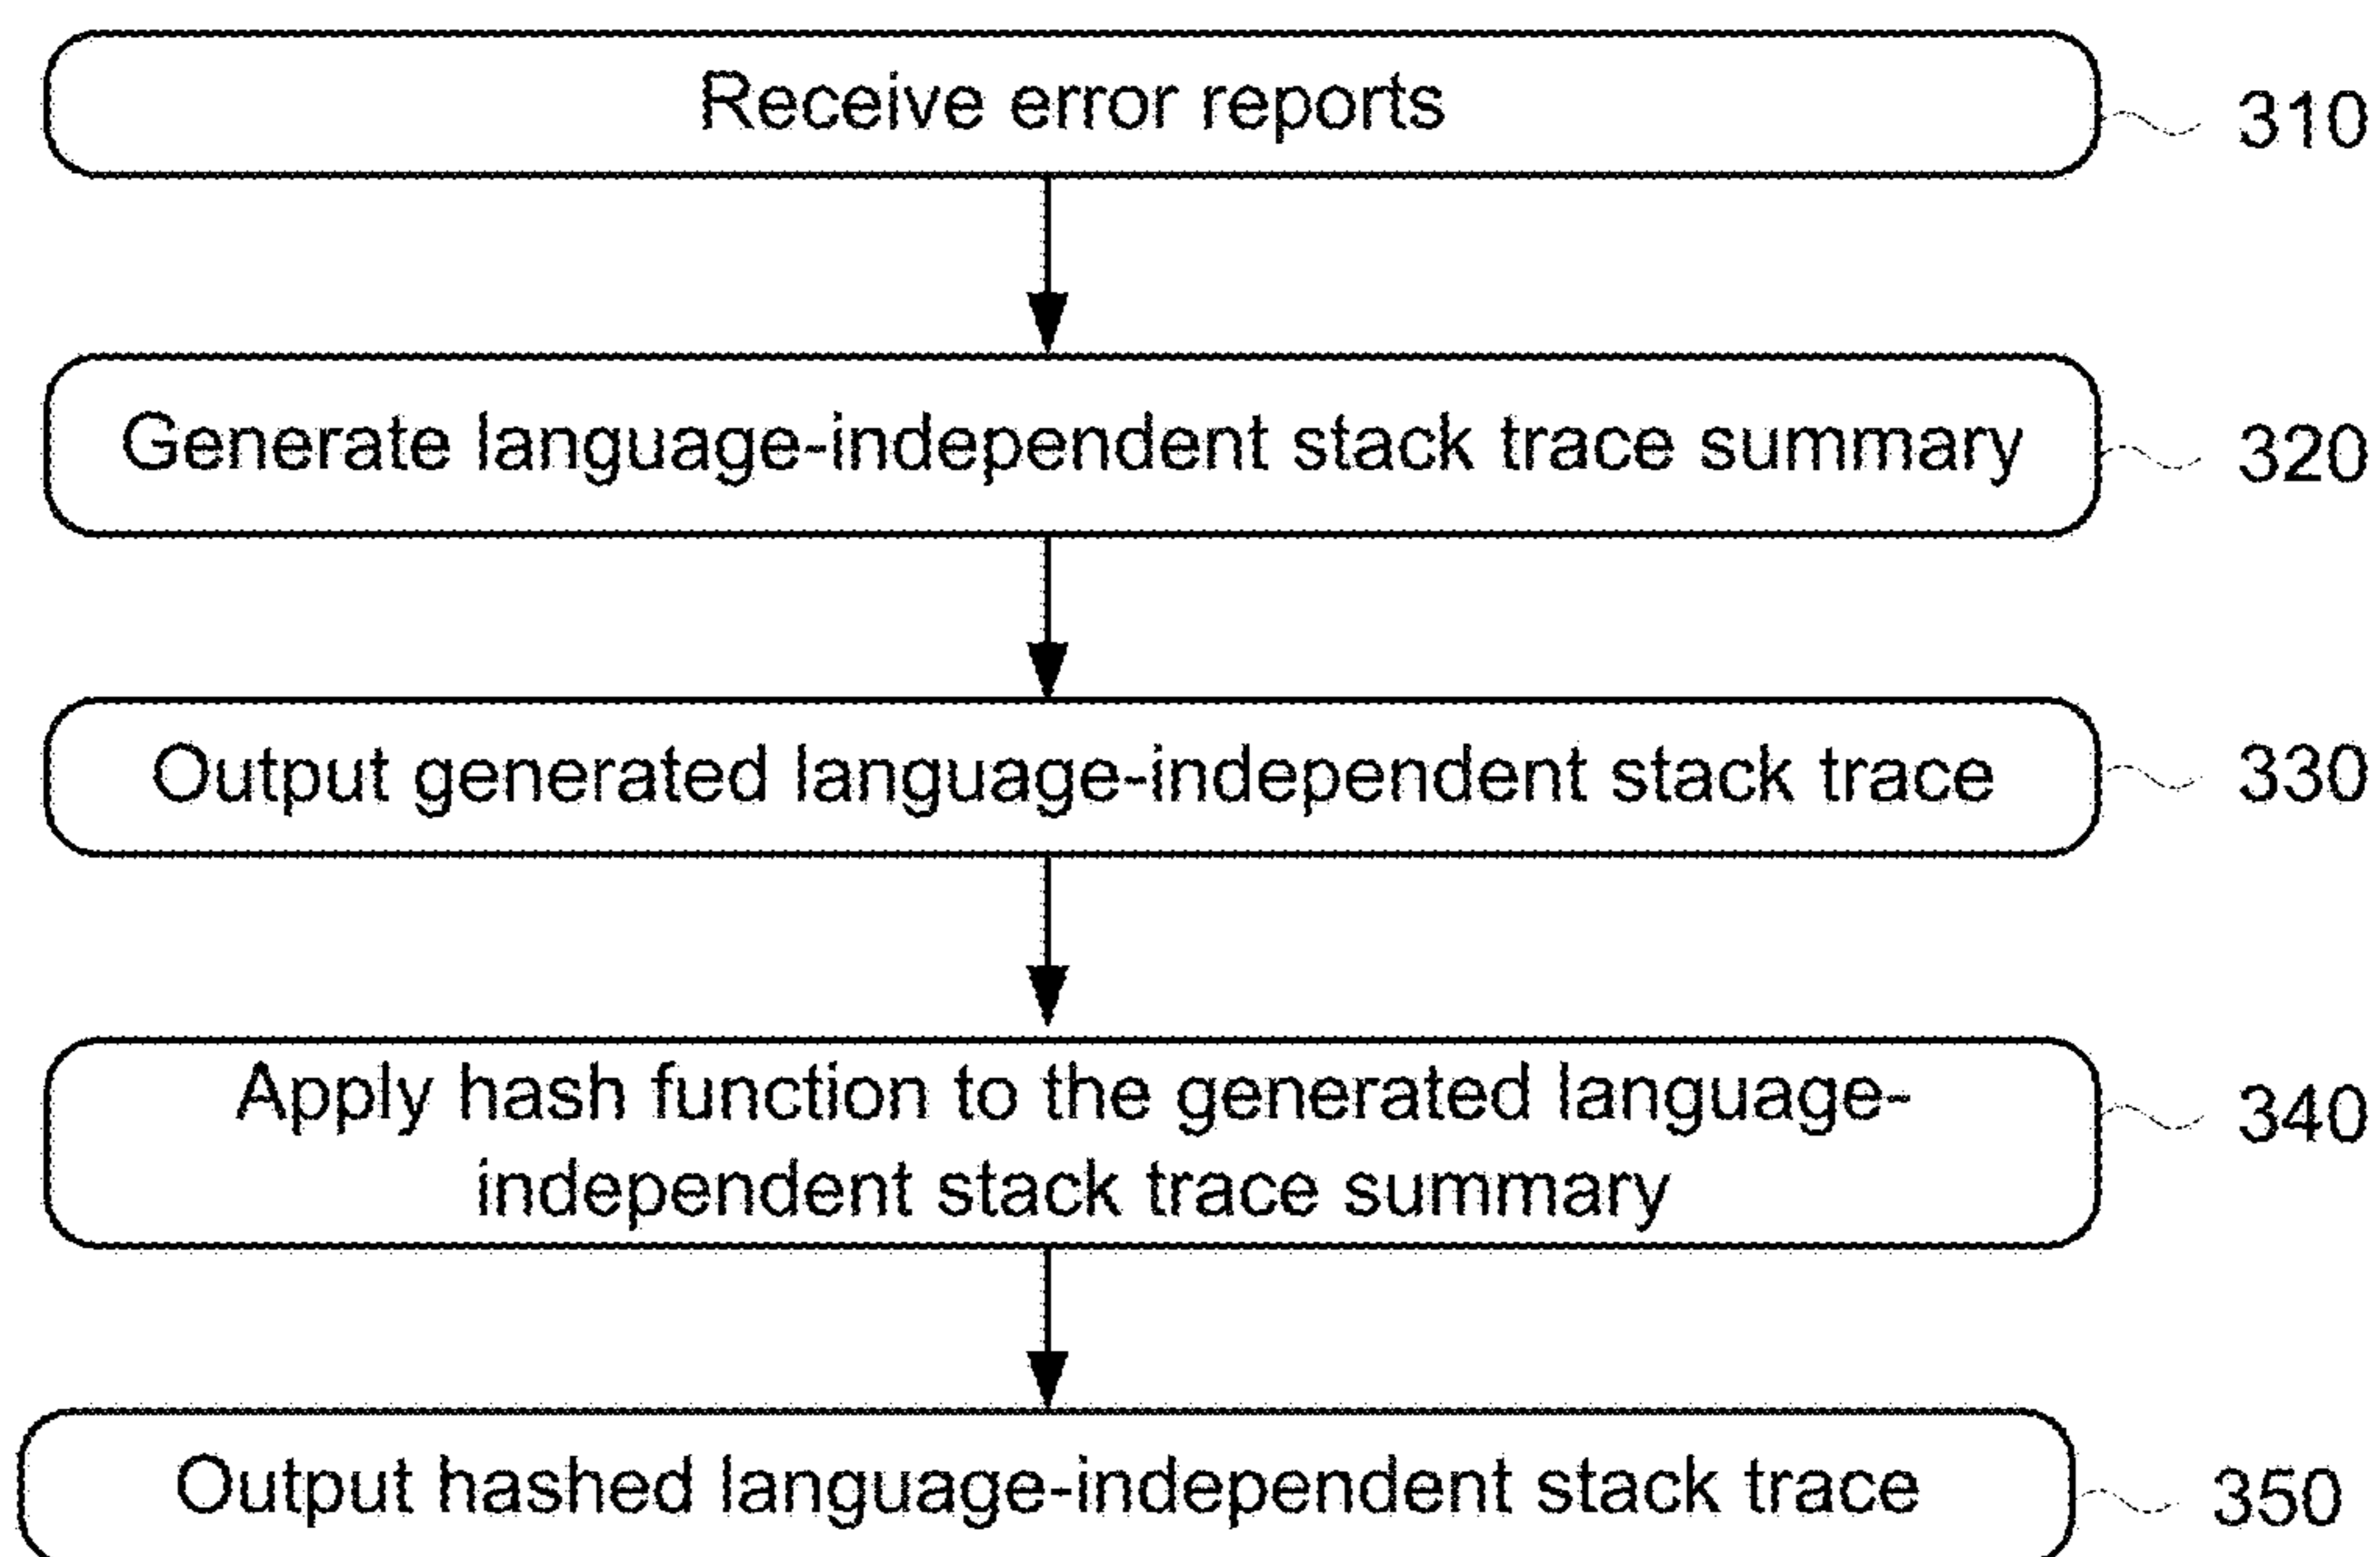 Receive error reports
310
Generate language-independent stack trace summary
320
Output generated language-independent stack trace
330
Apply hash function to the generated language-
independent stack trace summary
340
Output hashed language-independent stack trace
350